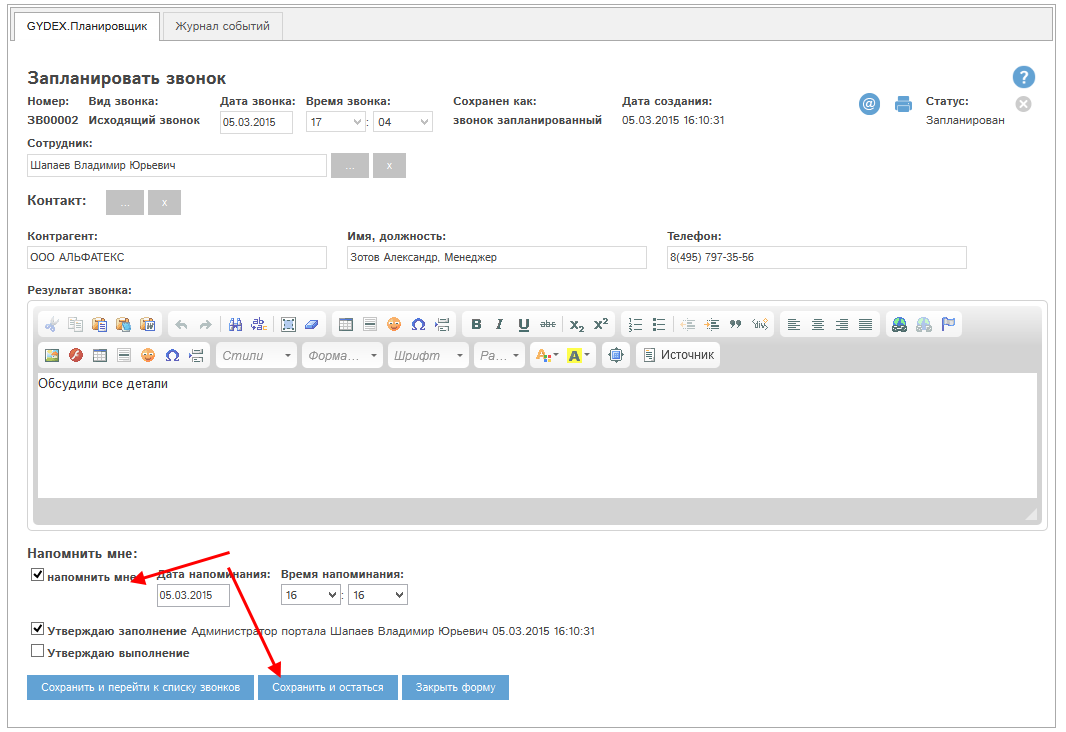 GYDEX.Планировщик Журнал событий
Запланировать звонок ?
Номер: Вид звонка: Дата звонка: Время звонка: Сохранен как: Дата создания: @ Статус:
ЗВ00002 Исходящий звонок 05.03.2015 17 : 04 звонок запланированный 05.03.2015 16:10:31 Запланирован
Сотрудник:
Шапаев Владимир Юрьевич ... x
Контакт: ... x
Контрагент: Имя, должность: Телефон:
ООО АЛЬФАТЕКС Зотов Александр, Менеджер 8(495) 797-35-56
Результат звонка:
B I U abc x₂ x² div
Стили Форма... Шрифт Ра... A A Источник
Обсудили все детали
Напомнить мне:
напомнить мне Дата напоминания: Время напоминания:
05.03.2015 16 : 16
Утверждаю заполнение Администратор портала Шапаев Владимир Юрьевич 05.03.2015 16:10:31
Утверждаю выполнение
Сохранить и перейти к списку звонков Сохранить и остаться Закрыть форму